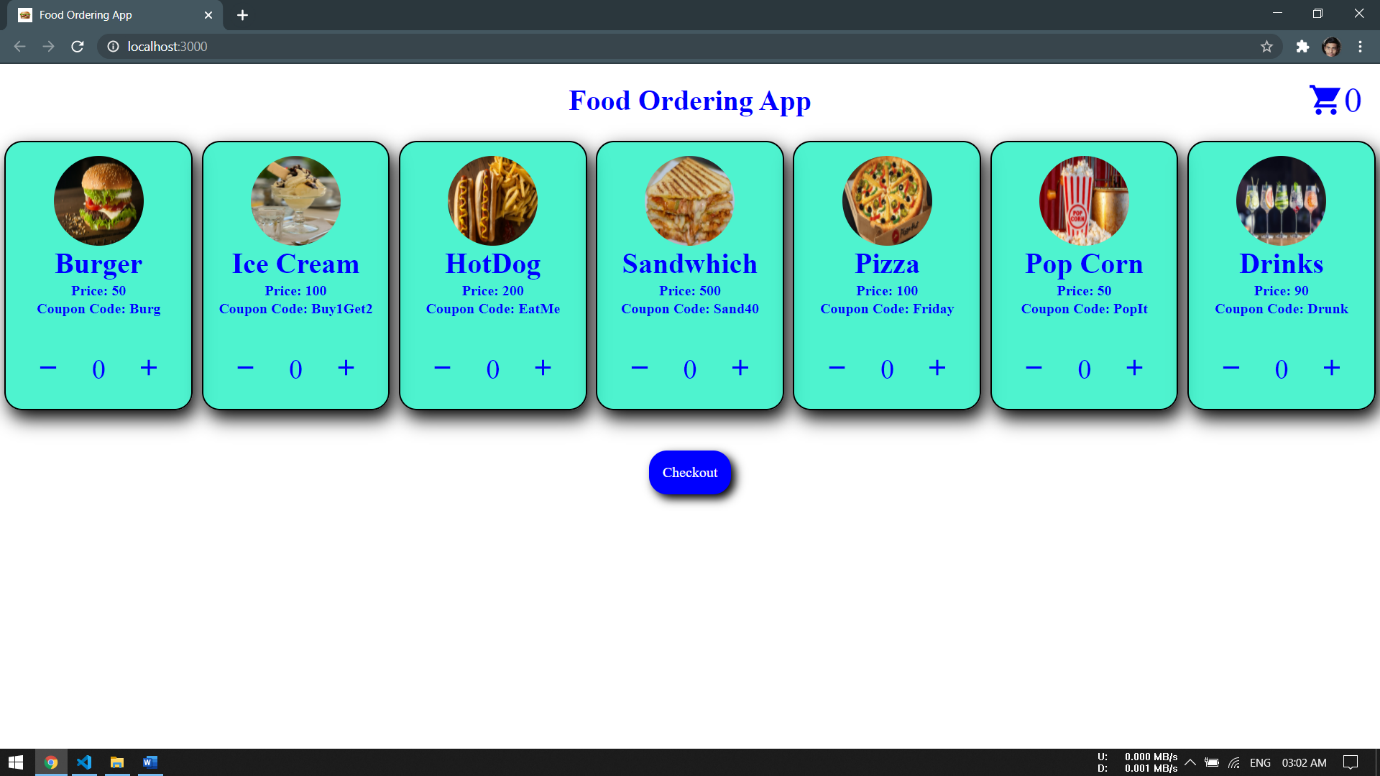 Food Ordering App
localhost:3000
Food Ordering App
0
Burger
Price: 50
Coupon Code: Burg
− 0 +
Ice Cream
Price: 100
Coupon Code: Buy1Get2
− 0 +
HotDog
Price: 200
Coupon Code: EatMe
− 0 +
Sandwhich
Price: 500
Coupon Code: Sand40
− 0 +
Pizza
Price: 100
Coupon Code: Friday
− 0 +
Pop Corn
Price: 50
Coupon Code: PopIt
− 0 +
POP CORN
Drinks
Price: 90
Coupon Code: Drunk
− 0 +
Checkout
U: 0.000 MB/s
D: 0.001 MB/s
ENG 03:02 AM